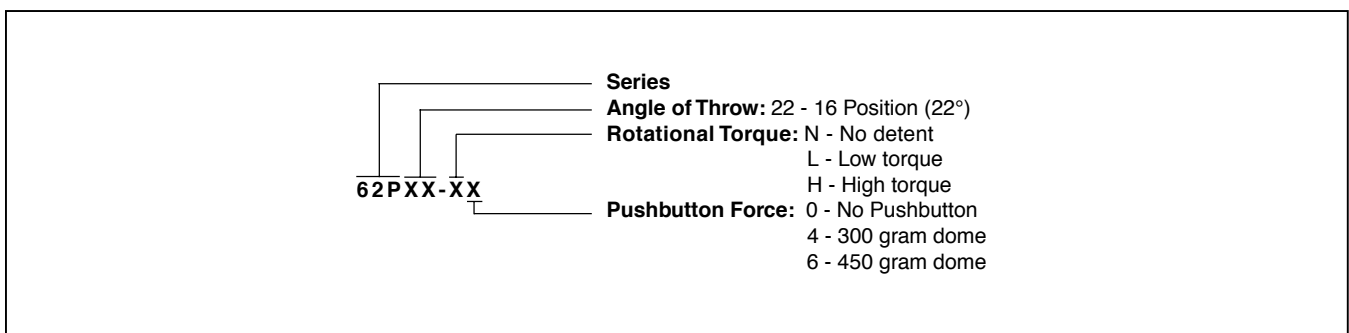 Series
Angle of Throw: 22 - 16 Position (22°)
Rotational Torque: N - No detent
L - Low torque
H - High torque
62PXX-XX
Pushbutton Force: 0 - No Pushbutton
4 - 300 gram dome
6 - 450 gram dome